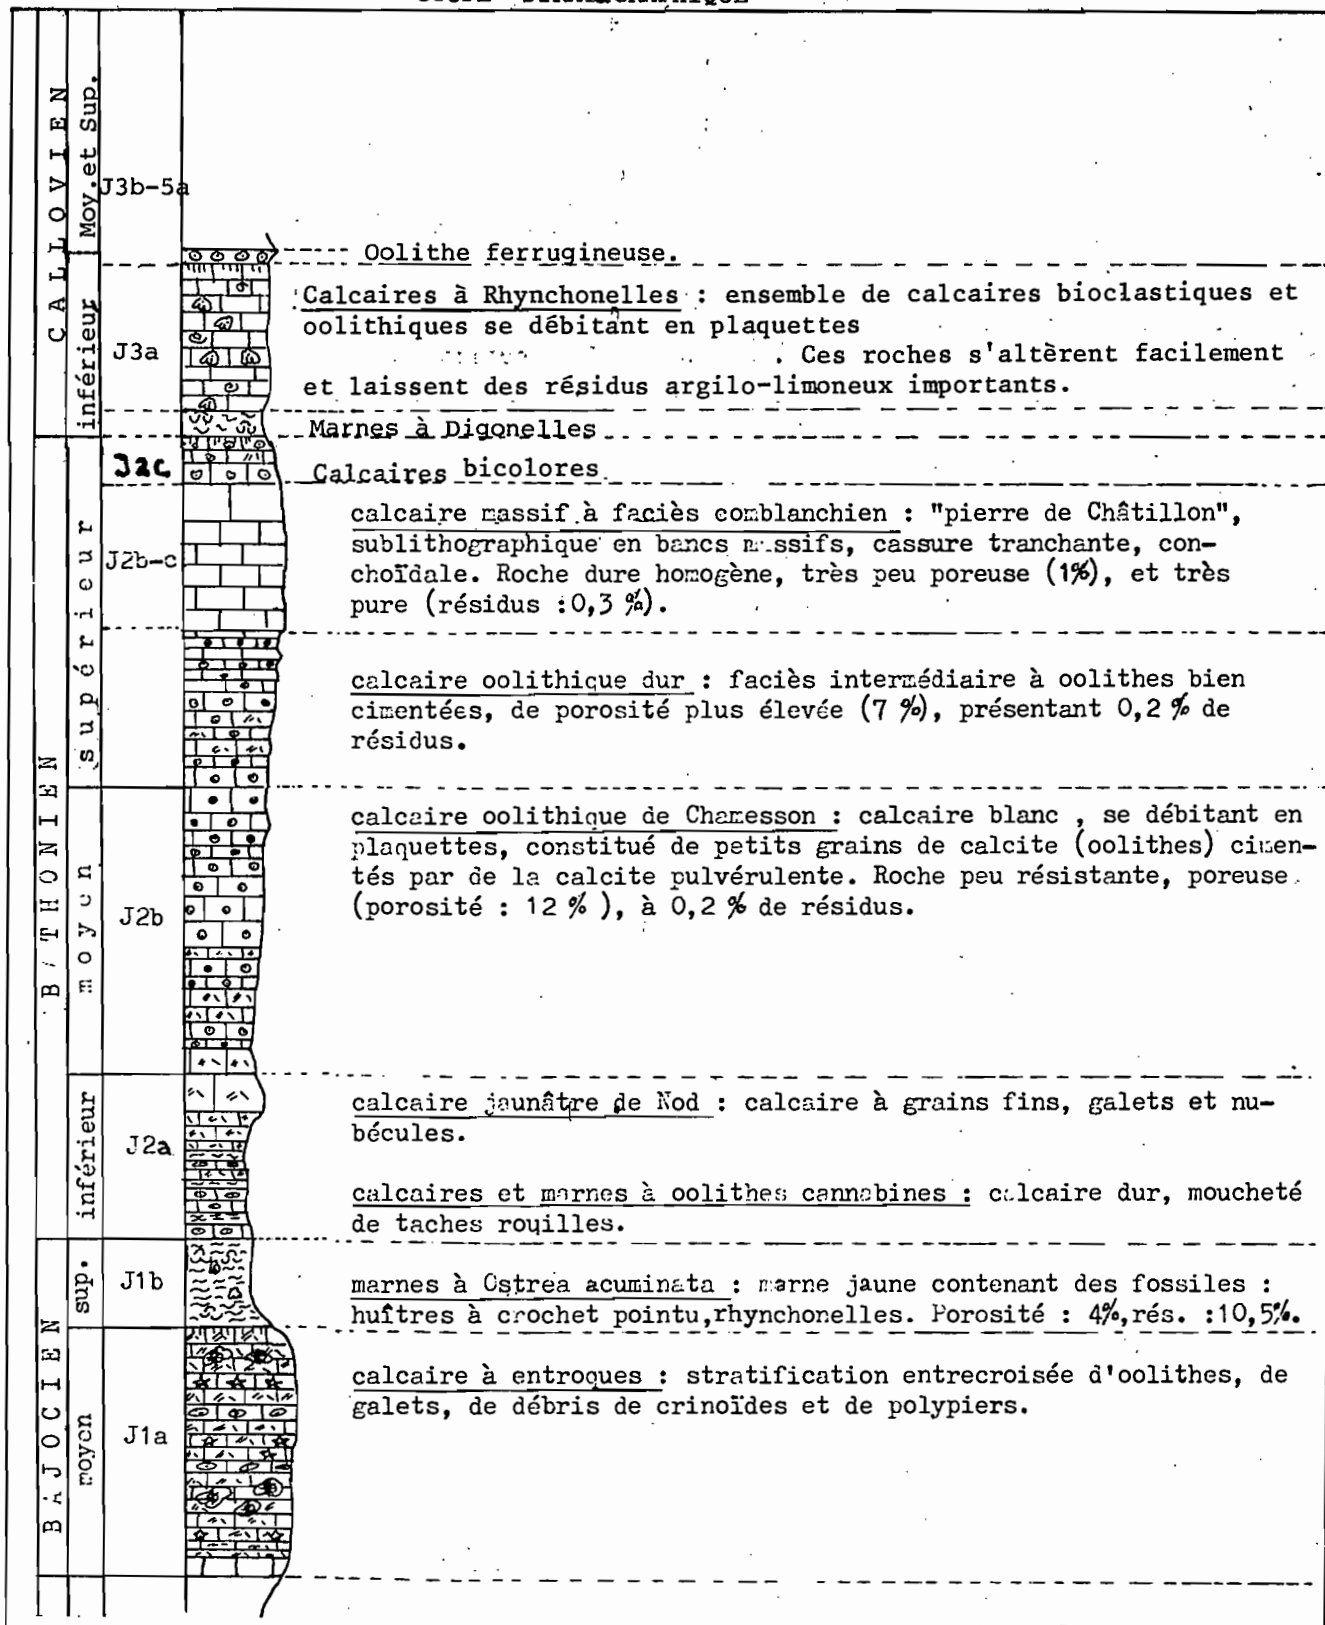 CALLOVIEN
Moy.et Sup.
J3b-5a
Oolithe ferrugineuse.
inférieur
J3a
Calcaires à Rhynchonelles : ensemble de calcaires bioclastiques et
oolithiques se débitant en plaquettes
. Ces roches s'altèrent facilement
et laissent des résidus argilo-limoneux importants.
Marnes à Digonelles
B THONIEN
supérieur
J2c
Calcaires bicolores
J2b-c
calcaire massif à faciès comblanchien : "pierre de Châtillon",
sublithographique en bancs massifs, cassure tranchante, con-
choïdale. Roche dure homogène, très peu poreuse (1%), et très
pure (résidus :0,3 %).
calcaire oolithique dur : faciès intermédiaire à oolithes bien
cimentées, de porosité plus élevée (7 %), présentant 0,2 % de
résidus.
moyen
J2b
calcaire oolithique de Chamesson : calcaire blanc , se débitant en
plaquettes, constitué de petits grains de calcite (oolithes) cimen-
tés par de la calcite pulvérulente. Roche peu résistante, poreuse
(porosité : 12 % ), à 0,2 % de résidus.
inférieur
J2a
calcaire jaunâtre de Nod : calcaire à grains fins, galets et nu-
bécules.
calcaires et marnes à oolithes cannabines : calcaire dur, moucheté
de taches rouilles.
BAJOCIEN
sup.
J1b
marnes à Ostrea acuminata : marne jaune contenant des fossiles :
huîtres à crochet pointu,rhynchonelles. Porosité : 4%,rés. :10,5%.
moyen
J1a
calcaire à entroques : stratification entrecroisée d'oolithes, de
galets, de débris de crinoïdes et de polypiers.